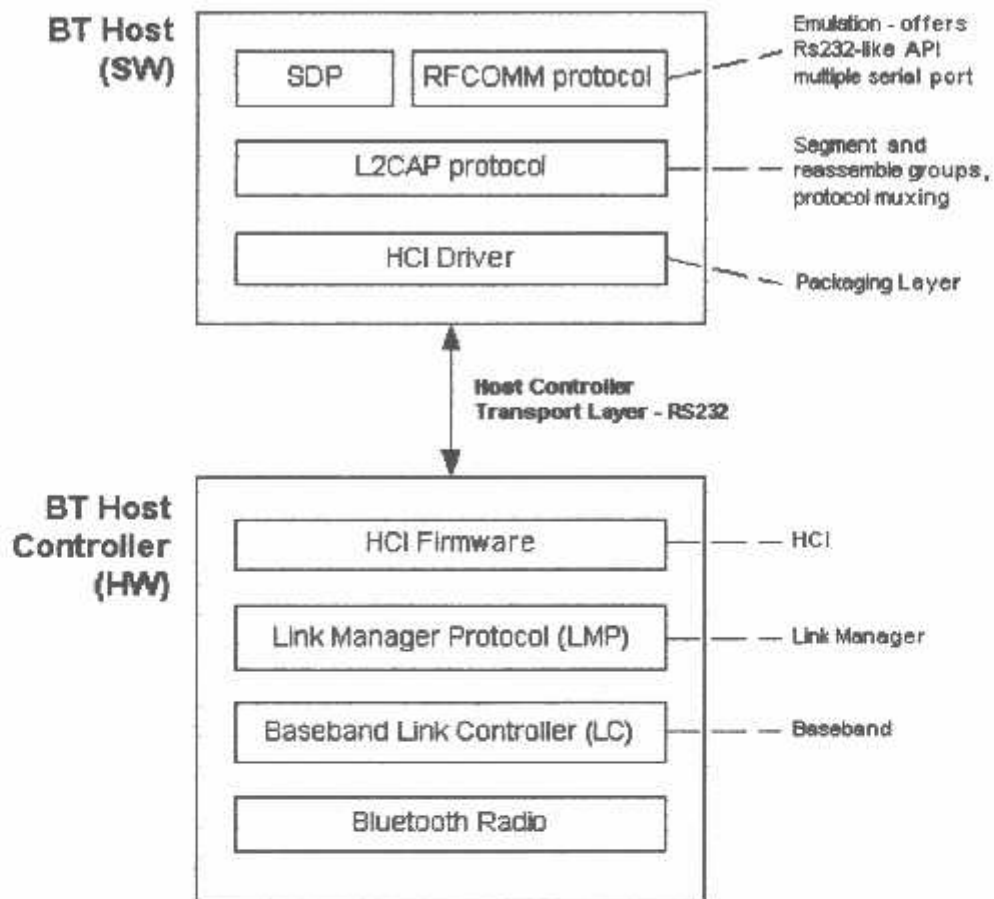 BT Host
(SW)
SDP
RFCOMM protocol
Emulation - offers
Rs232-like API
multiple serial port
L2CAP protocol
Segment and
reassemble groups,
protocol muxing
HCI Driver
Packaging Layer
Host Controller
Transport Layer - RS232
BT Host
Controller
(HW)
HCI Firmware
HCI
Link Manager Protocol (LMP)
Link Manager
Baseband Link Controller (LC)
Baseband
Bluetooth Radio